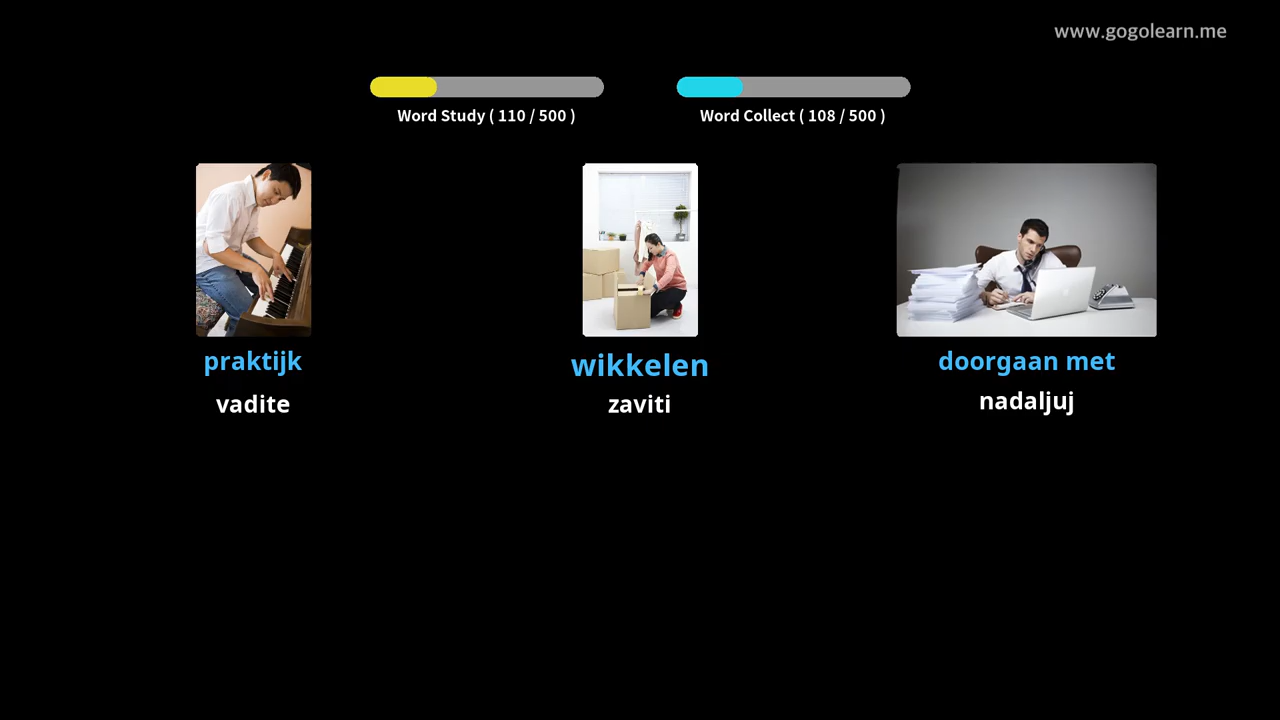 www.gogolearn.me
Word Study ( 110 / 500 )
Word Collect ( 108 / 500 )
praktijk
vadite
wikkelen
zaviti
doorgaan met
nadaljuj